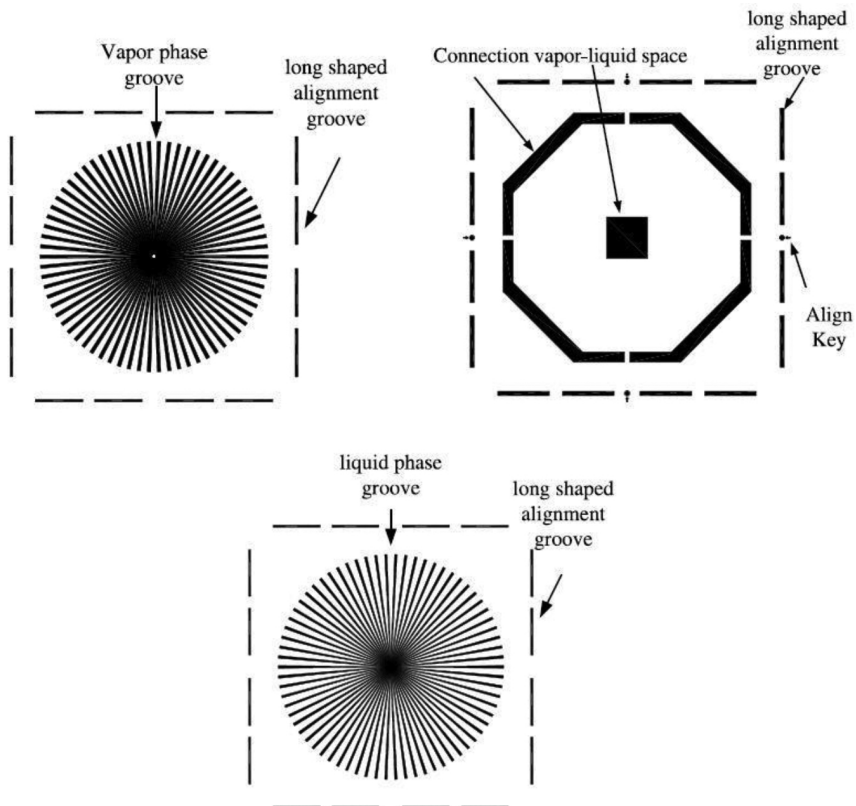 Vapor phase
groove
long shaped
alignment
groove
Connection vapor-liquid space
long shaped
alignment
groove
Align
Key
liquid phase
groove
long shaped
alignment
groove